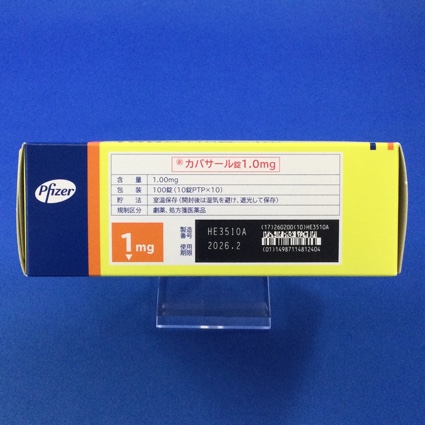 Pfizer
カバサール錠1.0mg
含 量 1.00mg
包 装 100錠(10錠PTP×10)
貯 法 室温保存(開封後は湿気を避け、遮光して保存)
規制区分 劇薬、処方箋医薬品
1mg
製造番号 HE3510A
使用期限 2026.2
(17)260200(10)HE3510A
(01)14987114812404